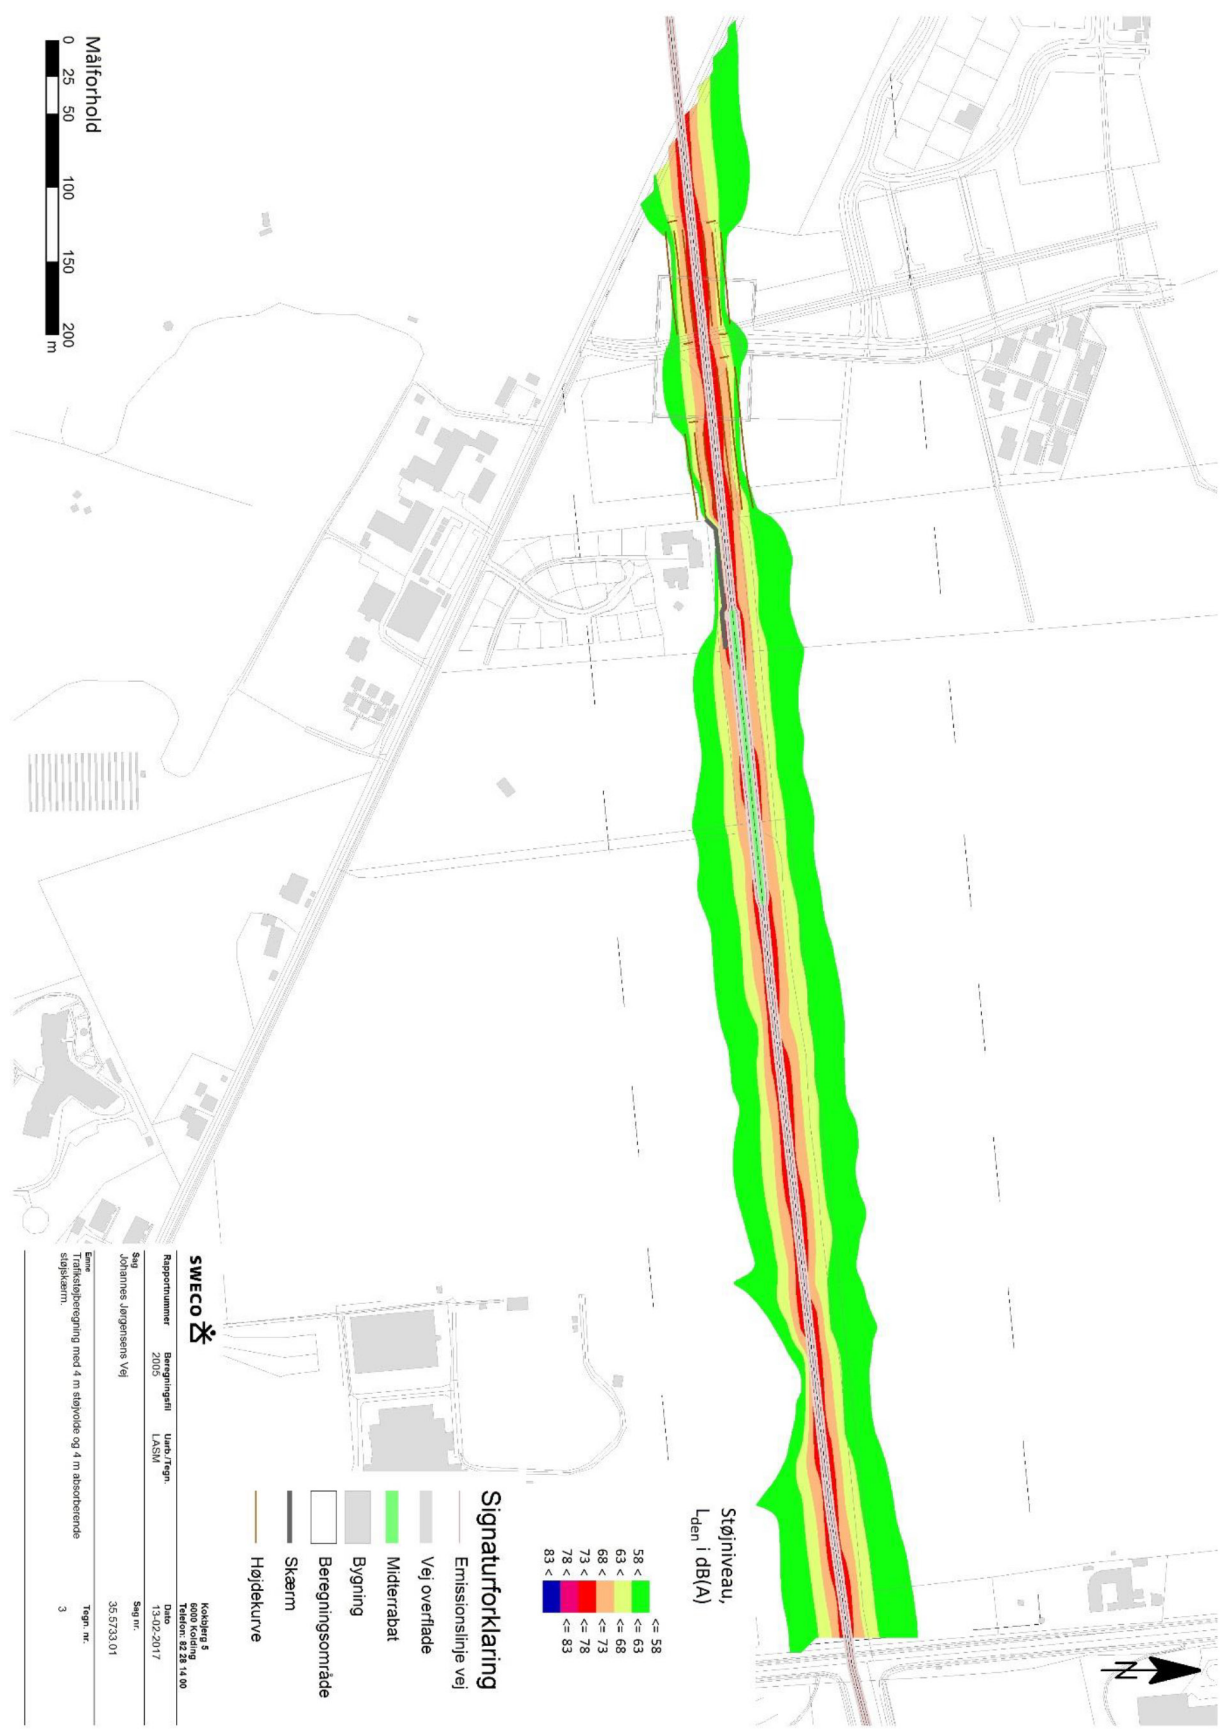 Målforhold
0 25 50 100 150 200
m
Støjniveau,
Lden i dB(A)
<= 58
58 < <= 63
63 < <= 68
68 < <= 73
73 < <= 78
78 < <= 83
83 <
Signaturforklaring
Emissionslinje vej
Vej overflade
Midterrabat
Bygning
Beregningsområde
Skærm
Højdekurve
SWECO
Kokbjerg 5
6000 Kolding
Telefon: 82 28 14 00
Rapportnummer Beregningsfil Uarb./Tegn. Dato
2005 LASM 13-02-2017
Sag Sag nr.
Johannes Jørgensens Vej 35.5733.01
Emne Tegn. nr.
Trafikstøjberegning med 4 m støjvolde og 4 m absorberende 3
støjskærm.
N